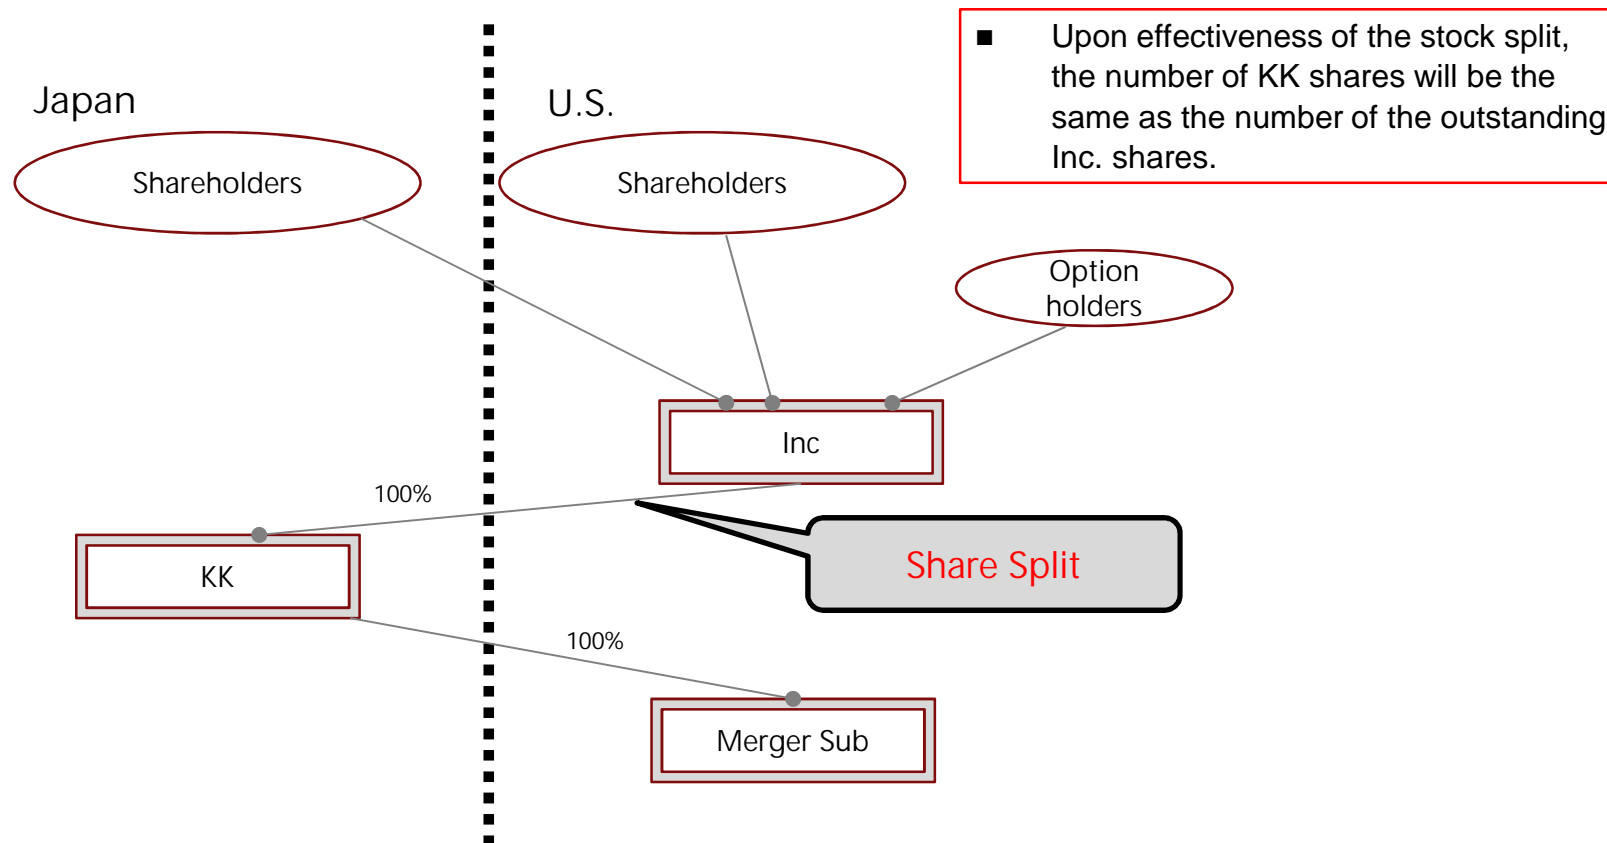 ■ Upon effectiveness of the stock split,
the number of KK shares will be the
same as the number of the outstanding
Inc. shares.
Japan
U.S.
Shareholders
Shareholders
Option
holders
Inc
100%
Share Split
KK
100%
Merger Sub